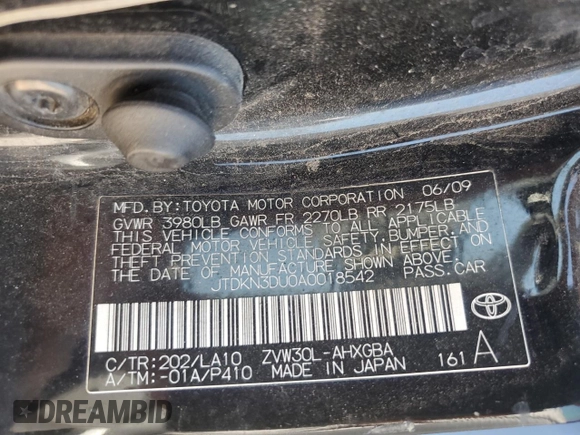 MFD. BY: TOYOTA MOTOR CORPORATION 06/09
GVWR 3980LB GAWR FR 2270LB RR 2175LB
THIS VEHICLE CONFORMS TO ALL APPLICABLE
FEDERAL MOTOR VEHICLE SAFETY, BUMPER, AND
THEFT PREVENTION STANDARDS IN EFFECT ON
THE DATE OF MANUFACTURE SHOWN ABOVE.
JTDKN3DU0A0018542 PASS. CAR
C/TR: 202/LA10 ZVW30L-AHXGBA
A/TM: -01A/P410 MADE IN JAPAN 161 A
DREAMBID